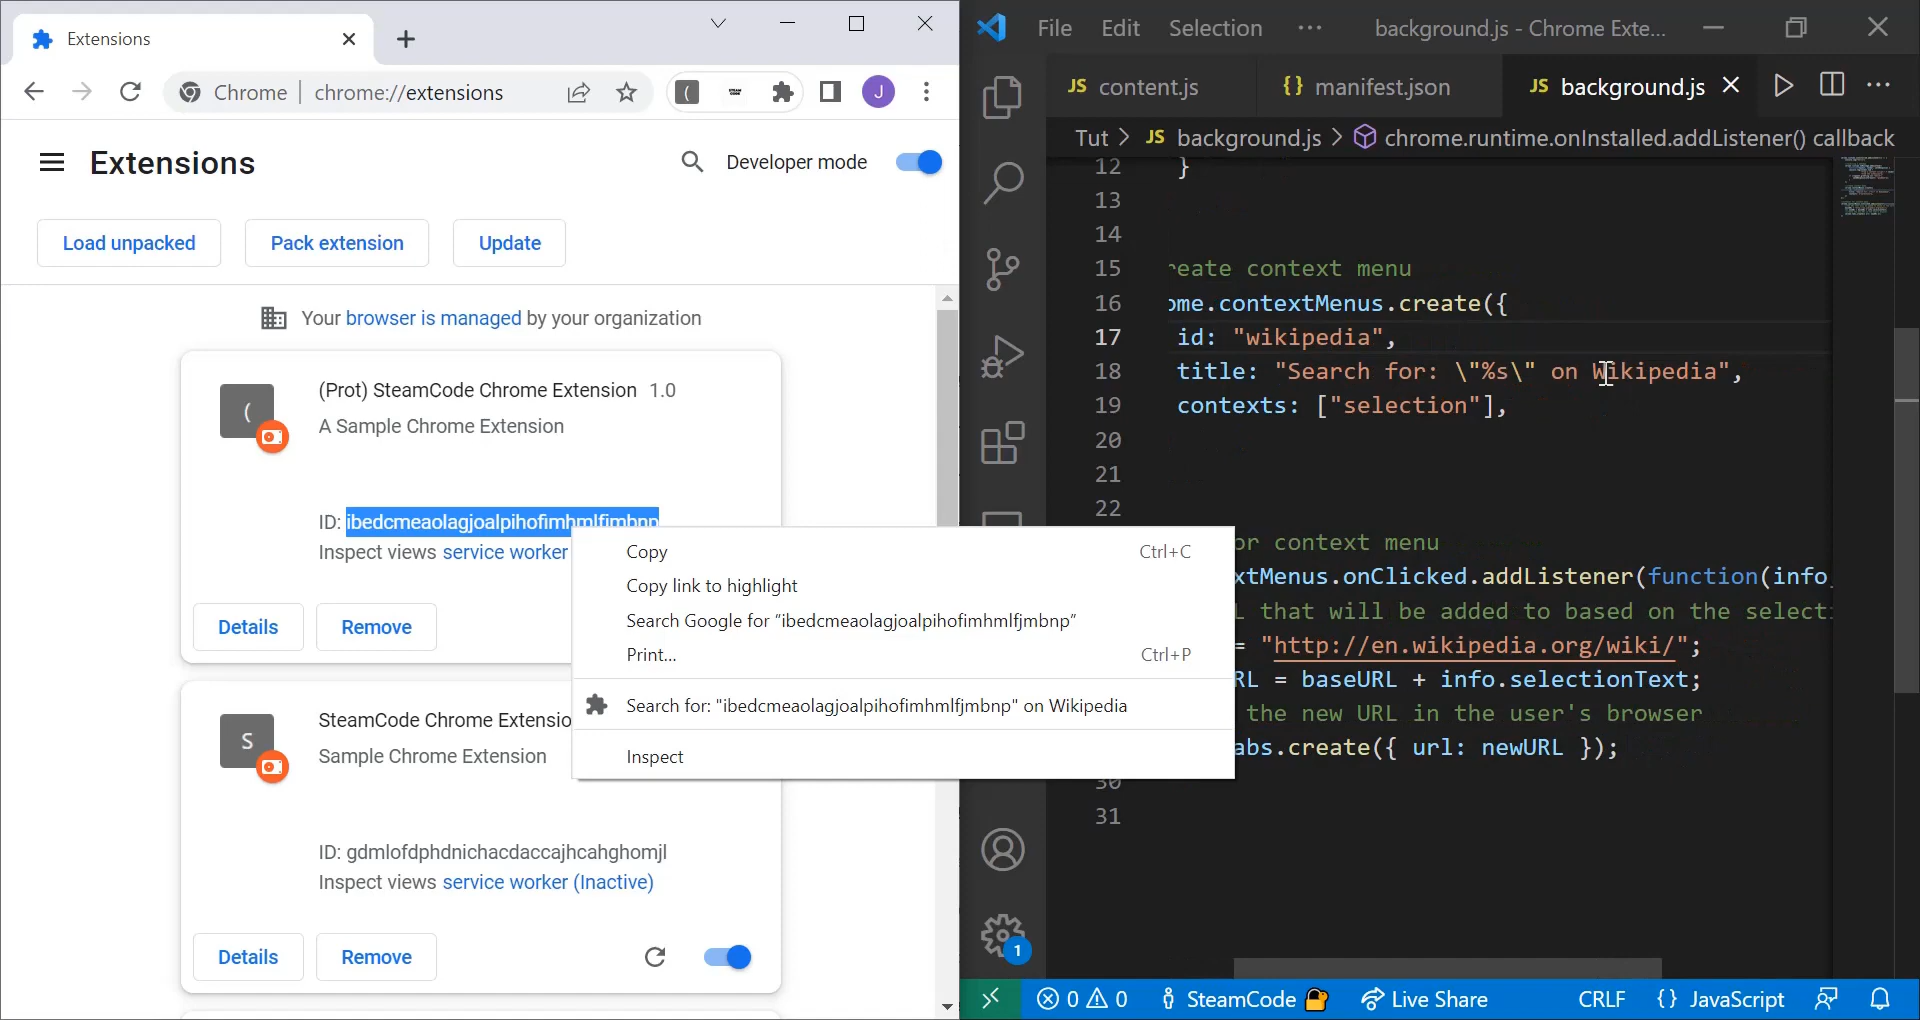 Extensions
Chrome
chrome://extensions
J
Extensions
Developer mode
Load unpacked
Pack extension
Update
Your browser is managed by your organization
(
(Prot) SteamCode Chrome Extension 1.0
A Sample Chrome Extension
ID: ibedcmeaolagjoalpihofimhmlfjmbnp
Inspect views service worker
Details
Remove
S
SteamCode Chrome Extensio
Sample Chrome Extension
ID: gdmlofdphdnichacdaccajhcahghomjl
Inspect views service worker (Inactive)
Details
Remove
Copy Ctrl+C
Copy link to highlight
Search Google for “ibedcmeaolagjoalpihofimhmlfjmbnp”
Print... Ctrl+P
Search for: "ibedcmeaolagjoalpihofimhmlfjmbnp" on Wikipedia
Inspect
File Edit Selection ··· background.js - Chrome Exte...
JS content.js
{} manifest.json
JS background.js
Tut > JS background.js > chrome.runtime.onInstalled.addListener() callback
12 }
13
14
15 reate context menu
16 ome.contextMenus.create({
17 id: "wikipedia",
18 title: "Search for: \"%s\" on Wikipedia",
19 contexts: ["selection"],
20
21
22
or context menu
xtMenus.onClicked.addListener(function(info,
L that will be added to based on the selecti
= "http://en.wikipedia.org/wiki/";
RL = baseURL + info.selectionText;
the new URL in the user's browser
abs.create({ url: newURL });
30
31
1
0 0 SteamCode Live Share CRLF {} JavaScript